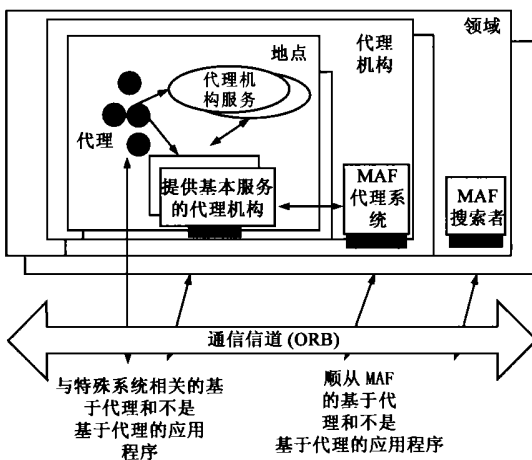 领域
代理
机构
地点
代理机
构服务
代理
提供基本服务
的代理机构
MAF
代理系
统
MAF
搜索者
通信信道 (ORB)
与特殊系统相关的基
于代理和不是
基于代理的应用
程序
顺从 MAF
的基于代
理和不是
基于代理的应用程序